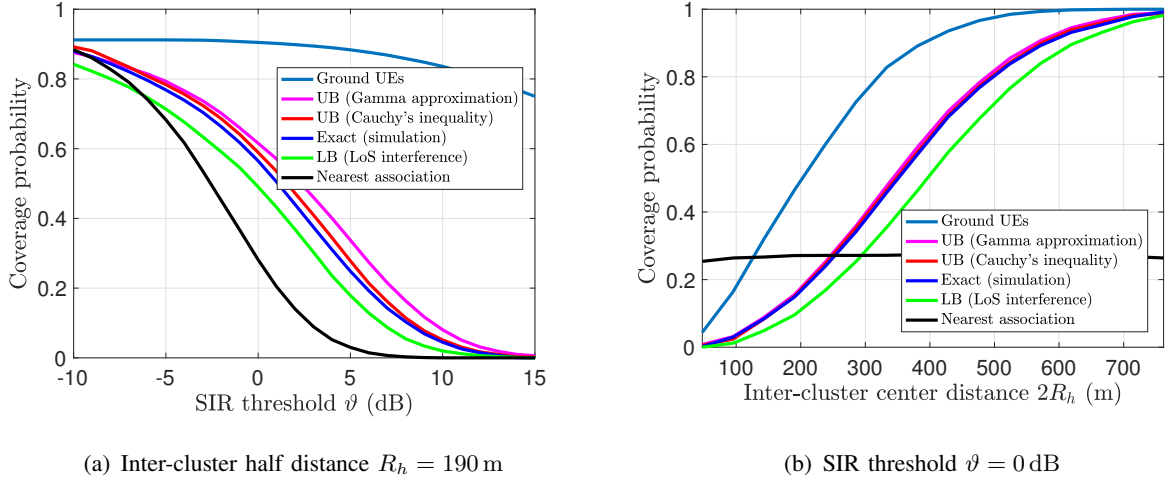 Coverage probability
1
0.8
0.6
0.4
0.2
0
-10
-5
0
5
10
15
SIR threshold ϑ (dB)
Ground UEs
UB (Gamma approximation)
UB (Cauchy's inequality)
Exact (simulation)
LB (LoS interference)
Nearest association
(a) Inter-cluster half distance R_h = 190 m
Coverage probability
1
0.8
0.6
0.4
0.2
0
100
200
300
400
500
600
700
Inter-cluster center distance 2R_h (m)
Ground UEs
UB (Gamma approximation)
UB (Cauchy's inequality)
Exact (simulation)
LB (LoS interference)
Nearest association
(b) SIR threshold ϑ = 0 dB